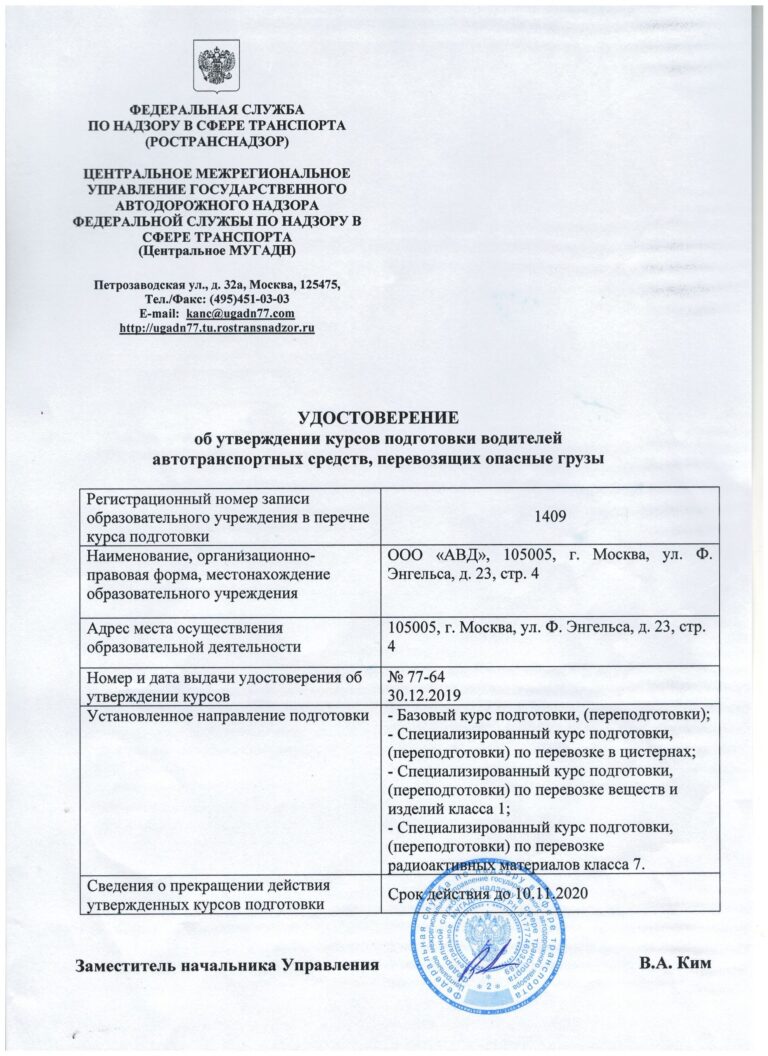 ФЕДЕРАЛЬНАЯ СЛУЖБА
ПО НАДЗОРУ В СФЕРЕ ТРАНСПОРТА
(РОСТРАНСНАДЗОР)
ЦЕНТРАЛЬНОЕ МЕЖРЕГИОНАЛЬНОЕ
УПРАВЛЕНИЕ ГОСУДАРСТВЕННОГО
АВТОДОРОЖНОГО НАДЗОРА
ФЕДЕРАЛЬНОЙ СЛУЖБЫ ПО НАДЗОРУ В
СФЕРЕ ТРАНСПОРТА
(Центральное МУГАДН)
Петрозаводская ул., д. 32а, Москва, 125475,
Тел./Факс: (495)451-03-03
E-mail: kanc@ugadn77.com
http://ugadn77.tu.rostransnadzor.ru
УДОСТОВЕРЕНИЕ
об утверждении курсов подготовки водителей
автотранспортных средств, перевозящих опасные грузы
Регистрационный номер записи
образовательного учреждения в перечне
курса подготовки
1409
Наименование, организационно-
правовая форма, местонахождение
образовательного учреждения
ООО «АВД», 105005, г. Москва, ул. Ф.
Энгельса, д. 23, стр. 4
Адрес места осуществления
образовательной деятельности
105005, г. Москва, ул. Ф. Энгельса, д. 23, стр.
4
Номер и дата выдачи удостоверения об
утверждении курсов
№ 77-64
30.12.2019
Установленное направление подготовки
- Базовый курс подготовки, (переподготовки);
- Специализированный курс подготовки,
(переподготовки) по перевозке в цистернах;
- Специализированный курс подготовки,
(переподготовки) по перевозке веществ и
изделий класса 1;
- Специализированный курс подготовки,
(переподготовки) по перевозке
радиоактивных материалов класса 7.
Сведения о прекращении действия
утвержденных курсов подготовки
Срок действия до 10.11.2020
Федеральная служба по надзору в сфере транспорта
* 2 *
Заместитель начальника Управления
В.А. Ким